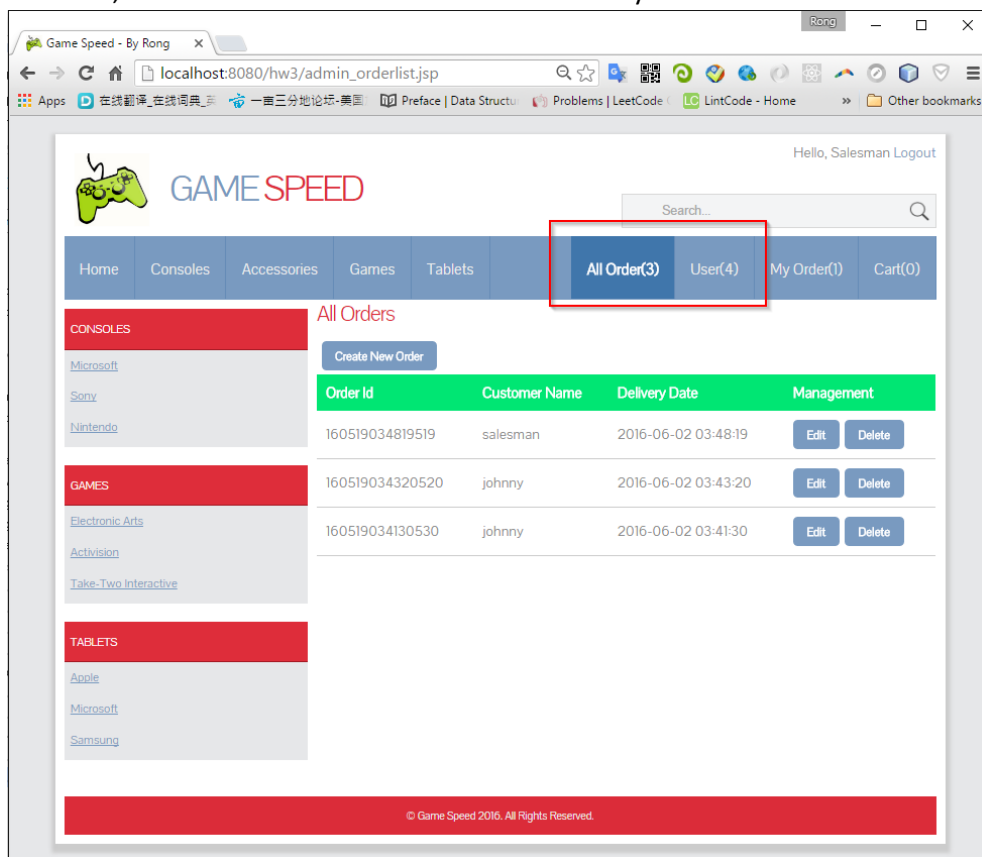 Rong
Game Speed - By Rong
localhost:8080/hw3/admin_orderlist.jsp
Apps 在线翻译_在线词典_ 一亩三分地论坛-美国 Preface | Data Structu Problems | LeetCode LintCode - Home » Other bookmarks
Hello, Salesman Logout
GAME SPEED
Search...
Home Consoles Accessories Games Tablets All Order(3) User(4) My Order(1) Cart(0)
CONSOLES
Microsoft
Sony
Nintendo
GAMES
Electronic Arts
Activision
Take-Two Interactive
TABLETS
Apple
Microsoft
Samsung
All Orders
Create New Order
Order Id Customer Name Delivery Date Management
160519034819519 salesman 2016-06-02 03:48:19 Edit Delete
160519034320520 johnny 2016-06-02 03:43:20 Edit Delete
160519034130530 johnny 2016-06-02 03:41:30 Edit Delete
© Game Speed 2016. All Rights Reserved.